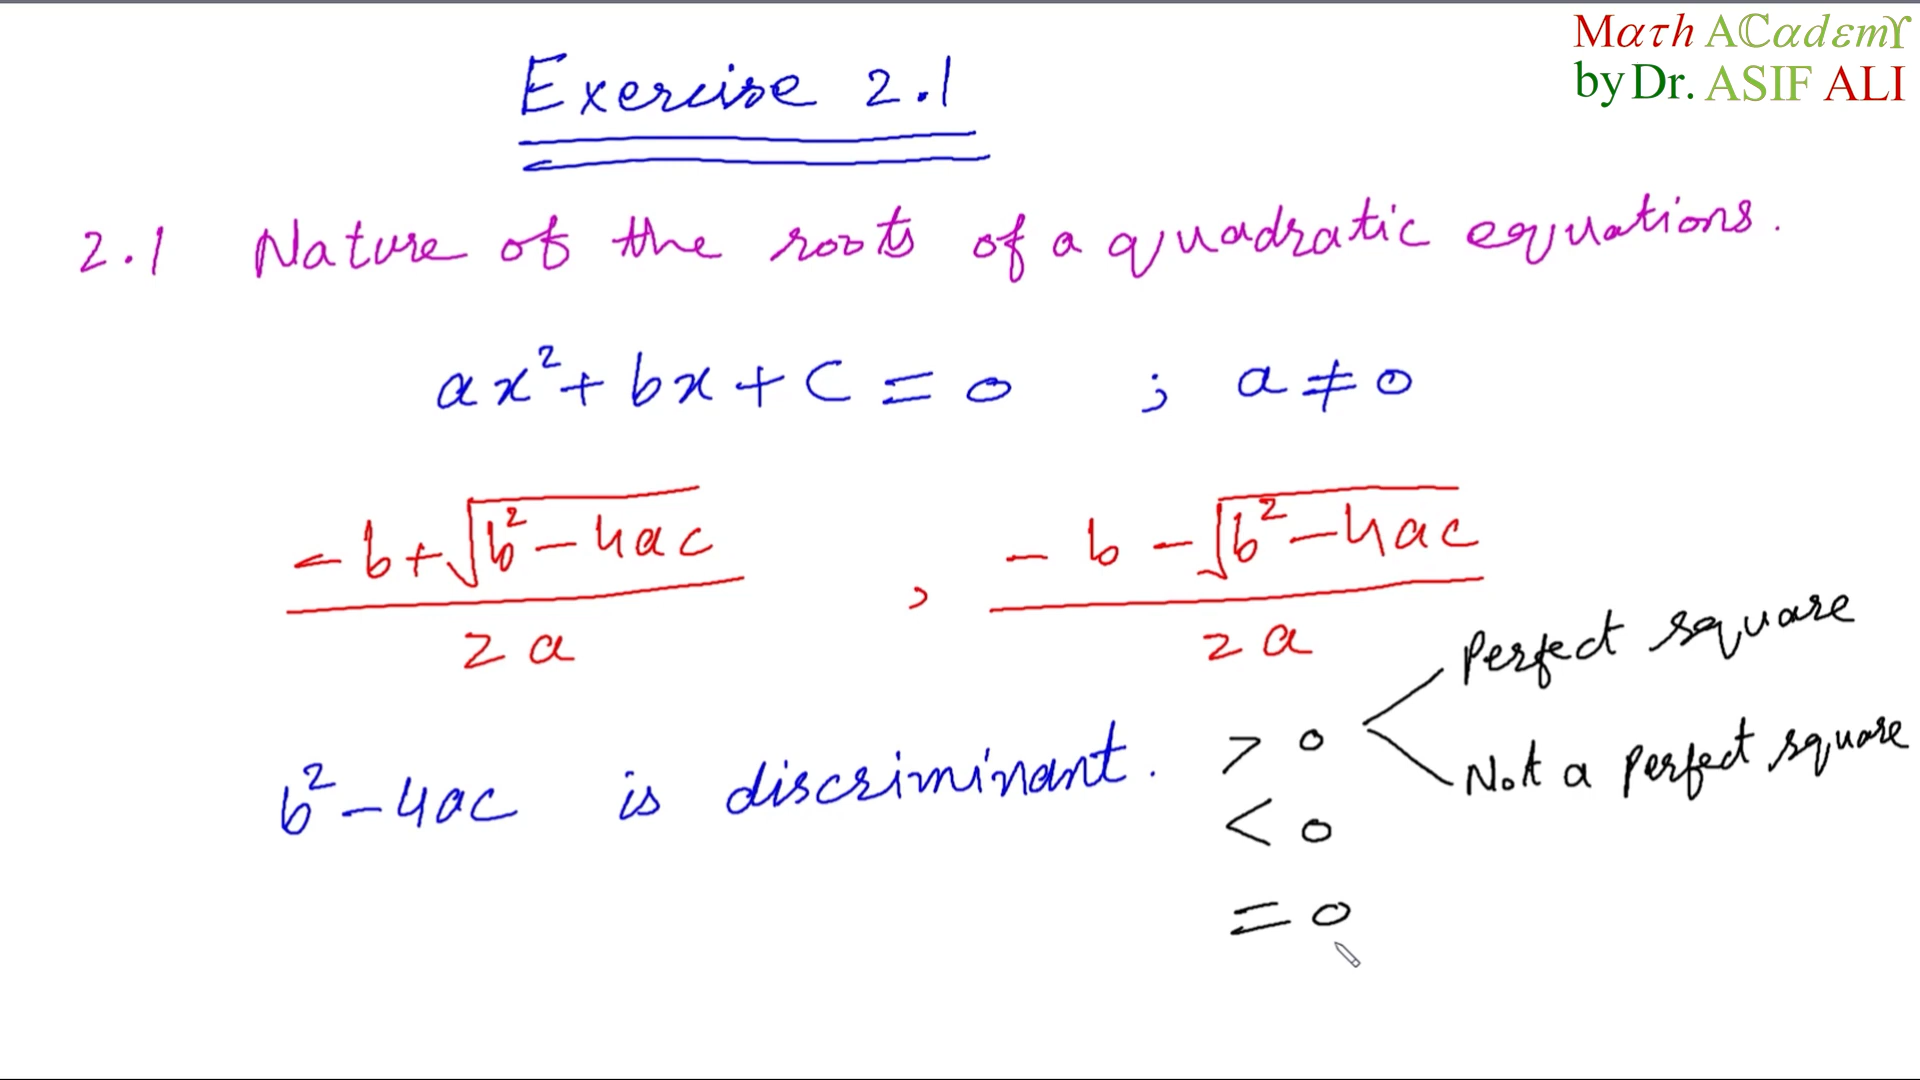 Math ACademy
by Dr. ASIF ALI
Exercise 2.1
2.1 Nature of the roots of a quadratic equations.
ax² + bx + c = 0 ; a ≠ 0
(-b + √(b² - 4ac)) / 2a , (-b - √(b² - 4ac)) / 2a
b² - 4ac is discriminant.
> 0
Perfect square
Not a perfect square
< 0
= 0